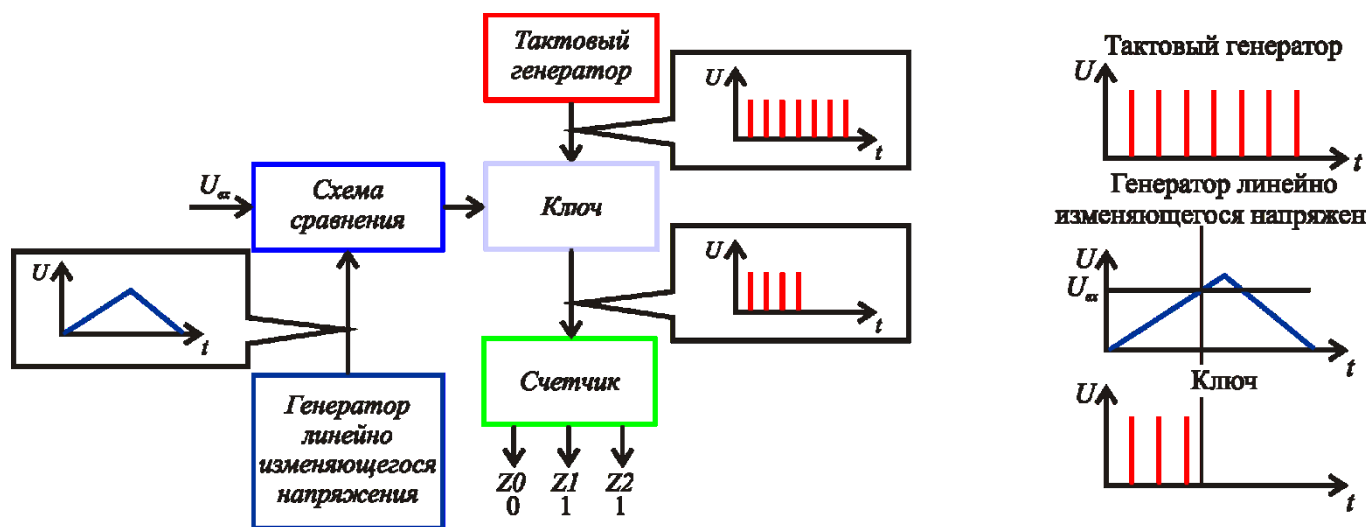 Тактовый
генератор
U
t
Uвх
Схема
сравнения
Ключ
U
t
U
t
Счетчик
Генератор
линейно
изменяющегося
напряжения
Z0 Z1 Z2
0 1 1
Тактовый генератор
U
t
Генератор линейно
изменяющегося напряжен
U
Uвх
t
Ключ
U
t